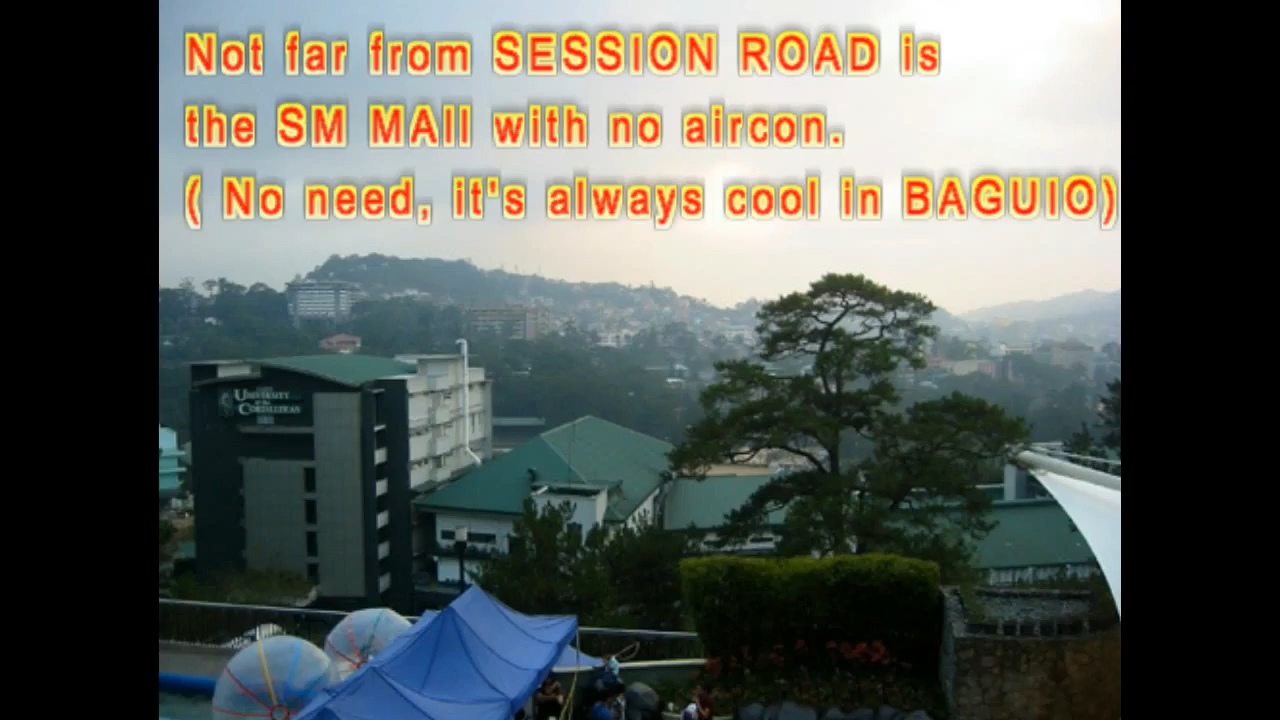 Not far from SESSION ROAD is
the SM MAll with no aircon.
( No need, it's always cool in BAGUIO)
UNIVERSITY
of the
CORDILLERAS